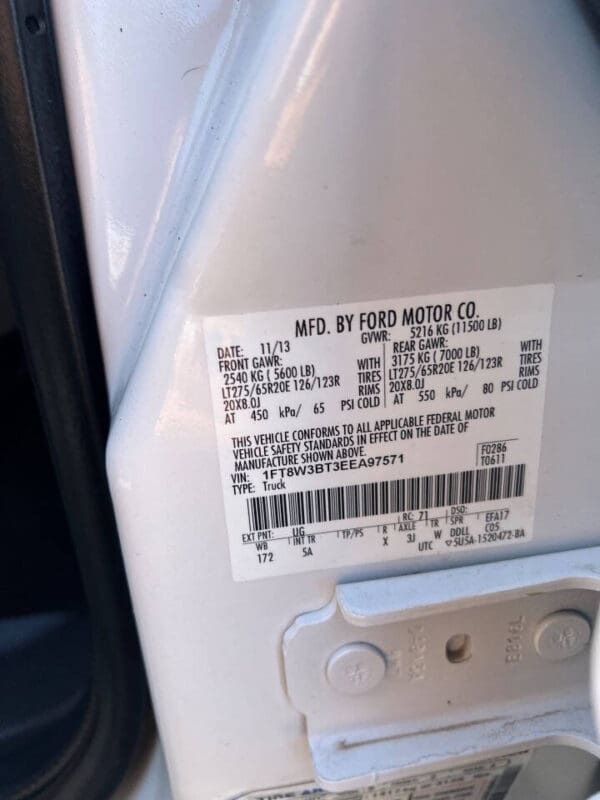 MFD. BY FORD MOTOR CO.
DATE: 11/13 GVWR: 5216 KG (11500 LB)
FRONT GAWR: REAR GAWR:
2540 KG ( 5600 LB) WITH 3175 KG ( 7000 LB) WITH
LT275/65R20E 126/123R TIRES LT275/65R20E 126/123R TIRES
20X8.0J RIMS 20X8.0J RIMS
AT 450 kPa/ 65 PSI COLD AT 550 kPa/ 80 PSI COLD
THIS VEHICLE CONFORMS TO ALL APPLICABLE FEDERAL MOTOR
VEHICLE SAFETY STANDARDS IN EFFECT ON THE DATE OF
MANUFACTURE SHOWN ABOVE.
VIN: 1FT8W3BT3EEA97571 F0286
TYPE: Truck T0611
EXT PNT: UG RC: 71 DSO: EFA17
WB INT TR TP/PS R AXLE TR SPR C05
172 5A X 3J W DDLL
UTC 5U5A-1520472-BA